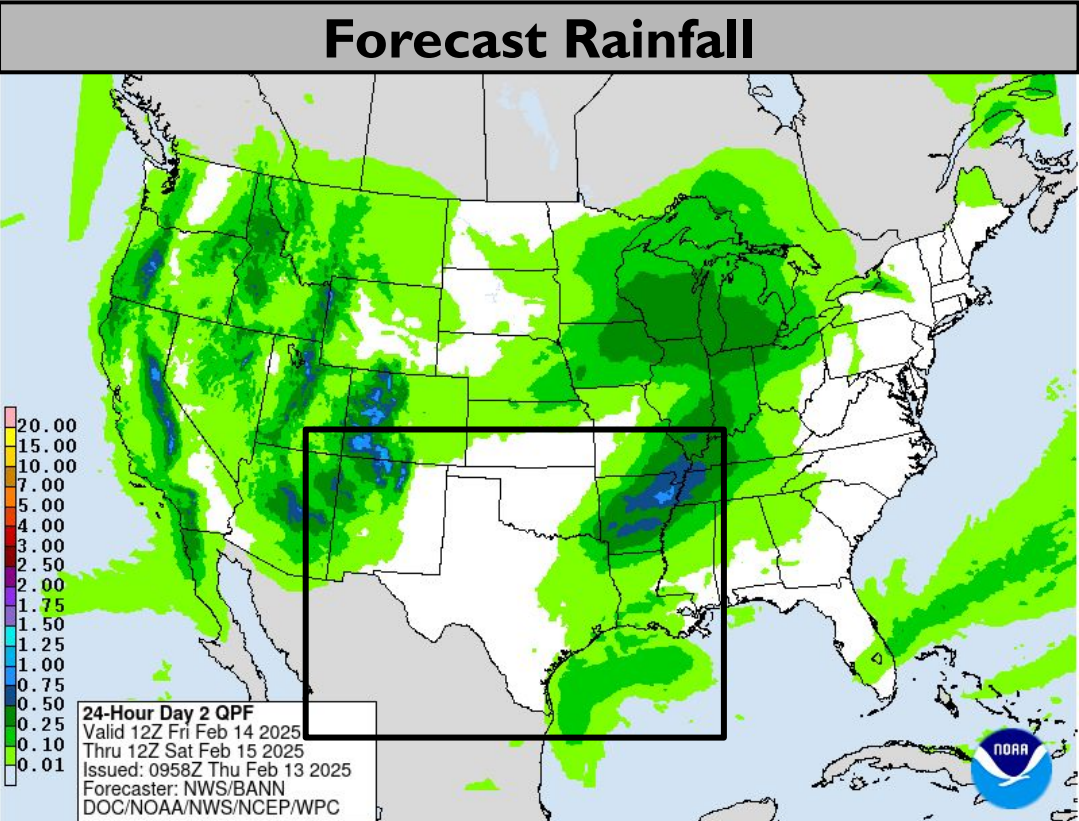 Forecast Rainfall
20.00
15.00
10.00
7.00
5.00
4.00
3.00
2.50
2.00
1.75
1.50
1.25
1.00
0.75
0.50
0.25
0.10
0.01
24-Hour Day 2 QPF
Valid 12Z Fri Feb 14 2025
Thru 12Z Sat Feb 15 2025
Issued: 0958Z Thu Feb 13 2025
Forecaster: NWS/BANN
DOC/NOAA/NWS/NCEP/WPC
NOAA